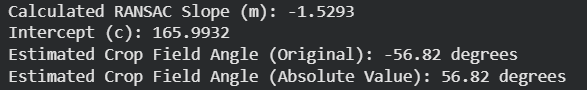 Calculated RANSAC Slope (m): -1.5293
Intercept (c): 165.9932
Estimated Crop Field Angle (Original): -56.82 degrees
Estimated Crop Field Angle (Absolute Value): 56.82 degrees